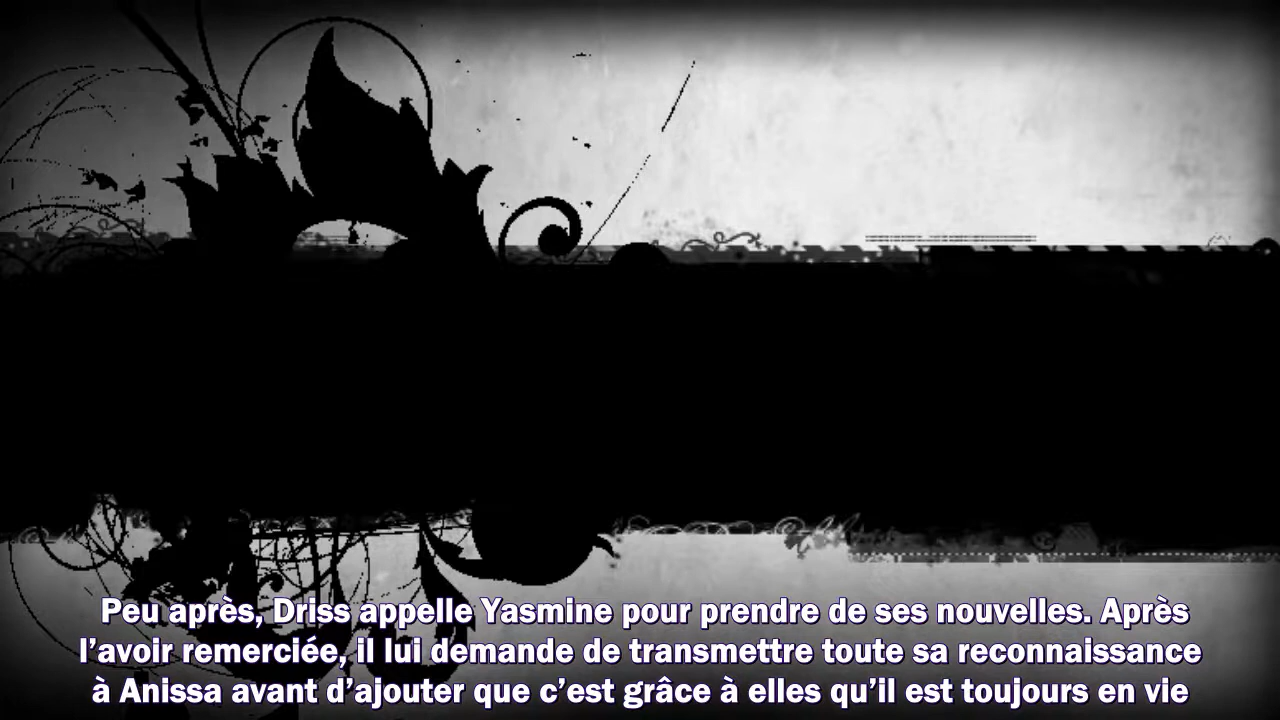 Peu après, Driss appelle Yasmine pour prendre de ses nouvelles. Après
l’avoir remerciée, il lui demande de transmettre toute sa reconnaissance
à Anissa avant d’ajouter que c’est grâce à elles qu’il est toujours en vie